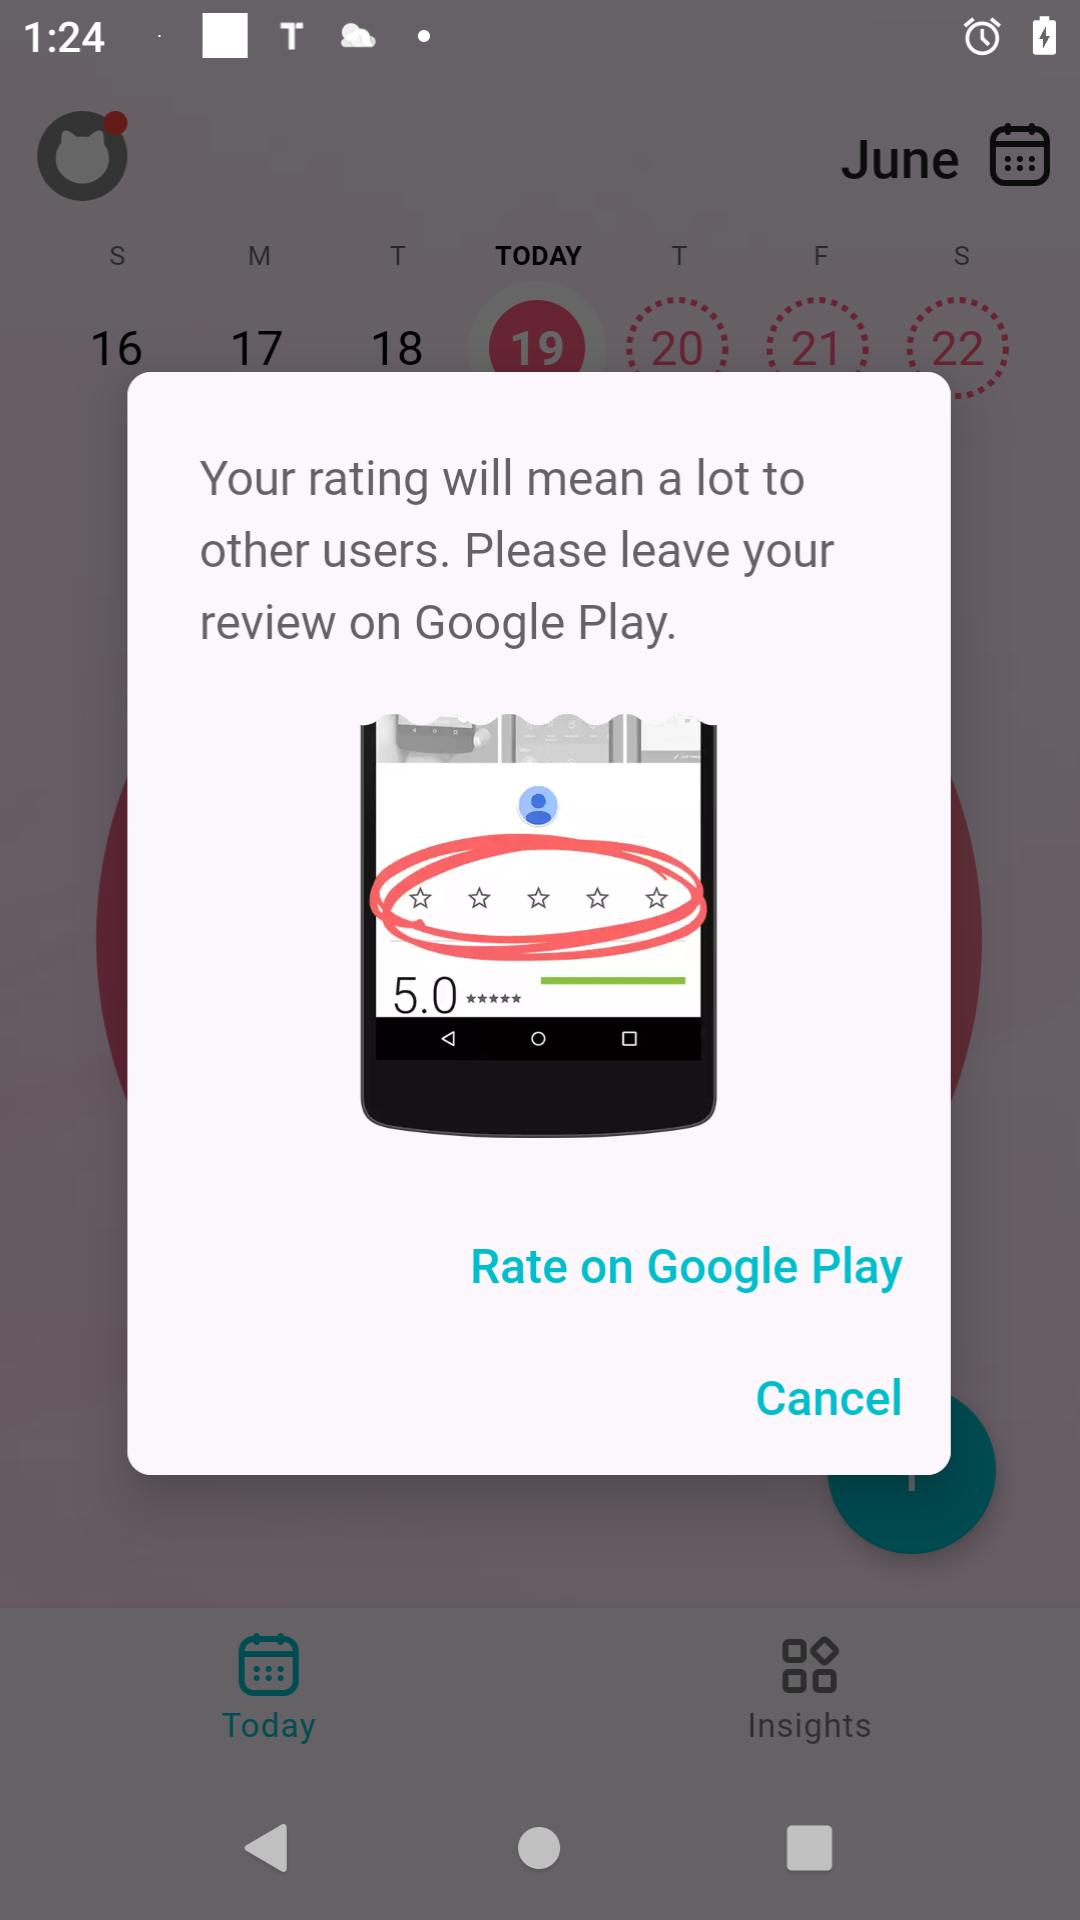 1:24
June
S M T TODAY T F S
16 17 18 19 20 21 22
Your rating will mean a lot to
other users. Please leave your
review on Google Play.
5.0
Rate on Google Play
Cancel
Today
Insights